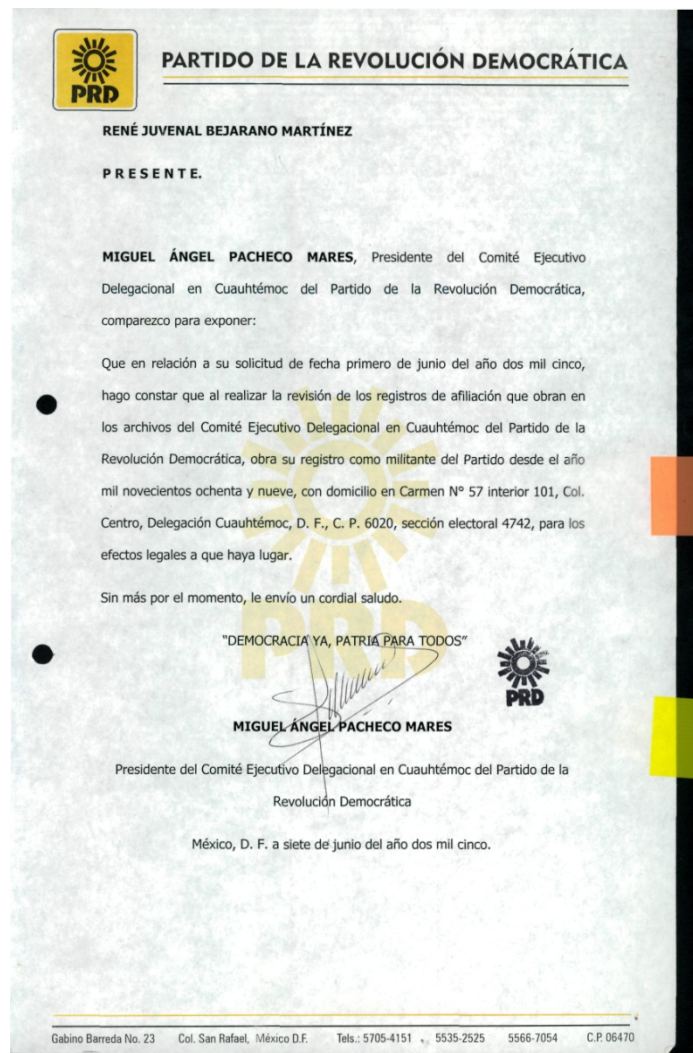 PRD
PARTIDO DE LA REVOLUCIÓN DEMOCRÁTICA
RENÉ JUVENAL BEJARANO MARTÍNEZ
P R E S E N T E.
MIGUEL ÁNGEL PACHECO MARES, Presidente del Comité Ejecutivo
Delegacional en Cuauhtémoc del Partido de la Revolución Democrática,
comparezco para exponer:
Que en relación a su solicitud de fecha primero de junio del año dos mil cinco,
hago constar que al realizar la revisión de los registros de afiliación que obran en
los archivos del Comité Ejecutivo Delegacional en Cuauhtémoc del Partido de la
Revolución Democrática, obra su registro como militante del Partido desde el año
mil novecientos ochenta y nueve, con domicilio en Carmen N° 57 interior 101, Col.
Centro, Delegación Cuauhtémoc, D. F., C. P. 6020, sección electoral 4742, para los
efectos legales a que haya lugar.
Sin más por el momento, le envío un cordial saludo.
"DEMOCRACIA YA, PATRIA PARA TODOS"
PRD
PRD
MIGUEL ÁNGEL PACHECO MARES
Presidente del Comité Ejecutivo Delegacional en Cuauhtémoc del Partido de la
Revolución Democrática
México, D. F. a siete de junio del año dos mil cinco.
Gabino Barreda No. 23 Col. San Rafael, México D.F. Tels.: 5705-4151 5535-2525 5566-7054 C.P. 06470